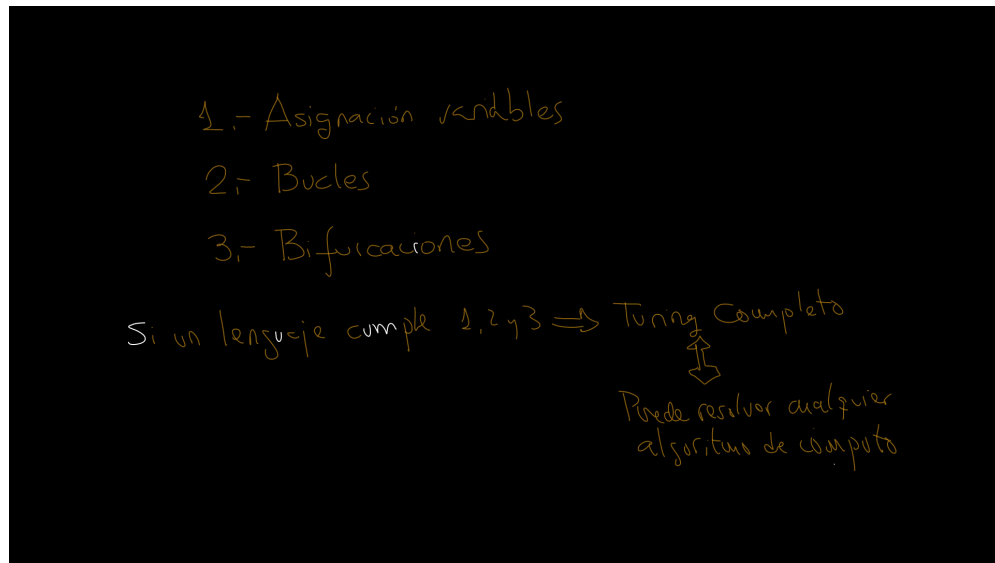 1.- Asignación variables
2.- Bucles
3.- Bifurcaciones
Si un lenguaje cumple 1, 2 y 3 ⇒ Turing Completo
⇕
Puede resolver cualquier
algoritmo de computo